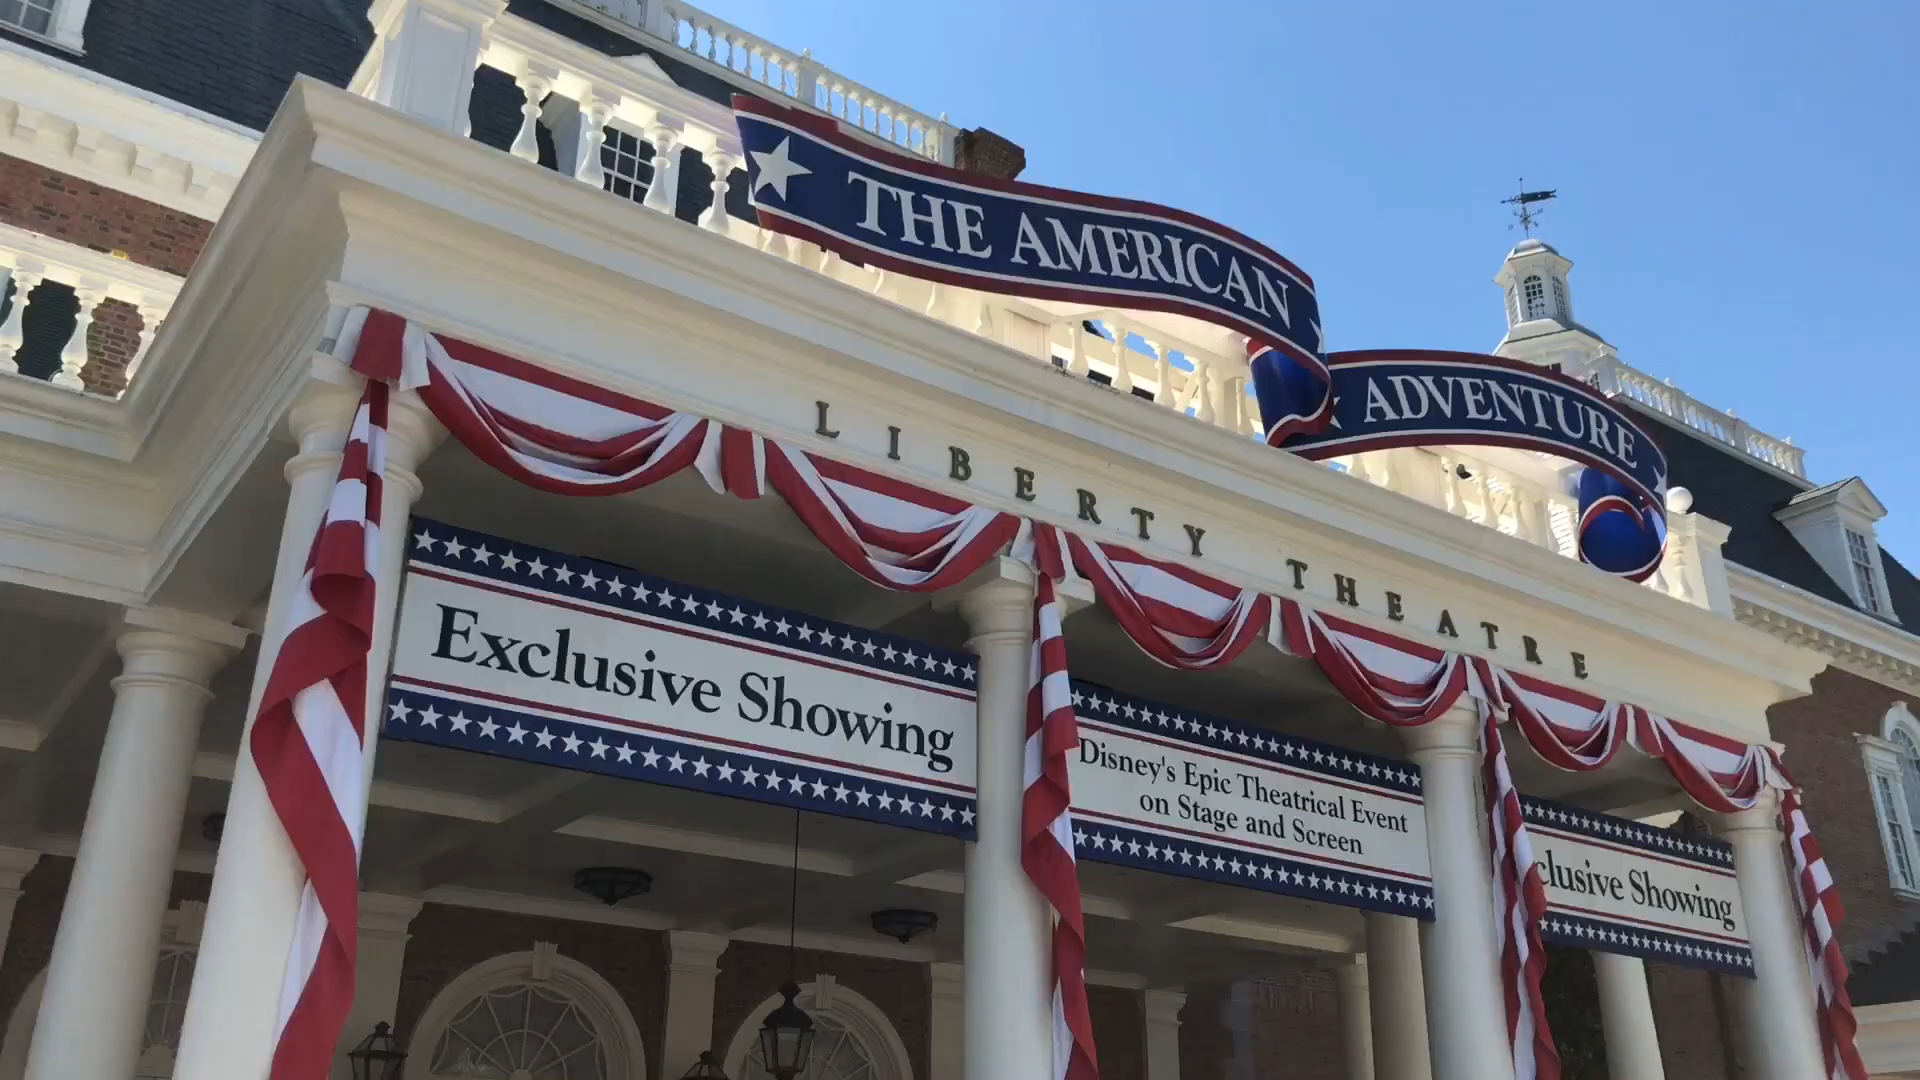 THE AMERICAN
ADVENTURE
LIBERTY THEATRE
Exclusive Showing
Disney's Epic Theatrical Event
on Stage and Screen
clusive Showing